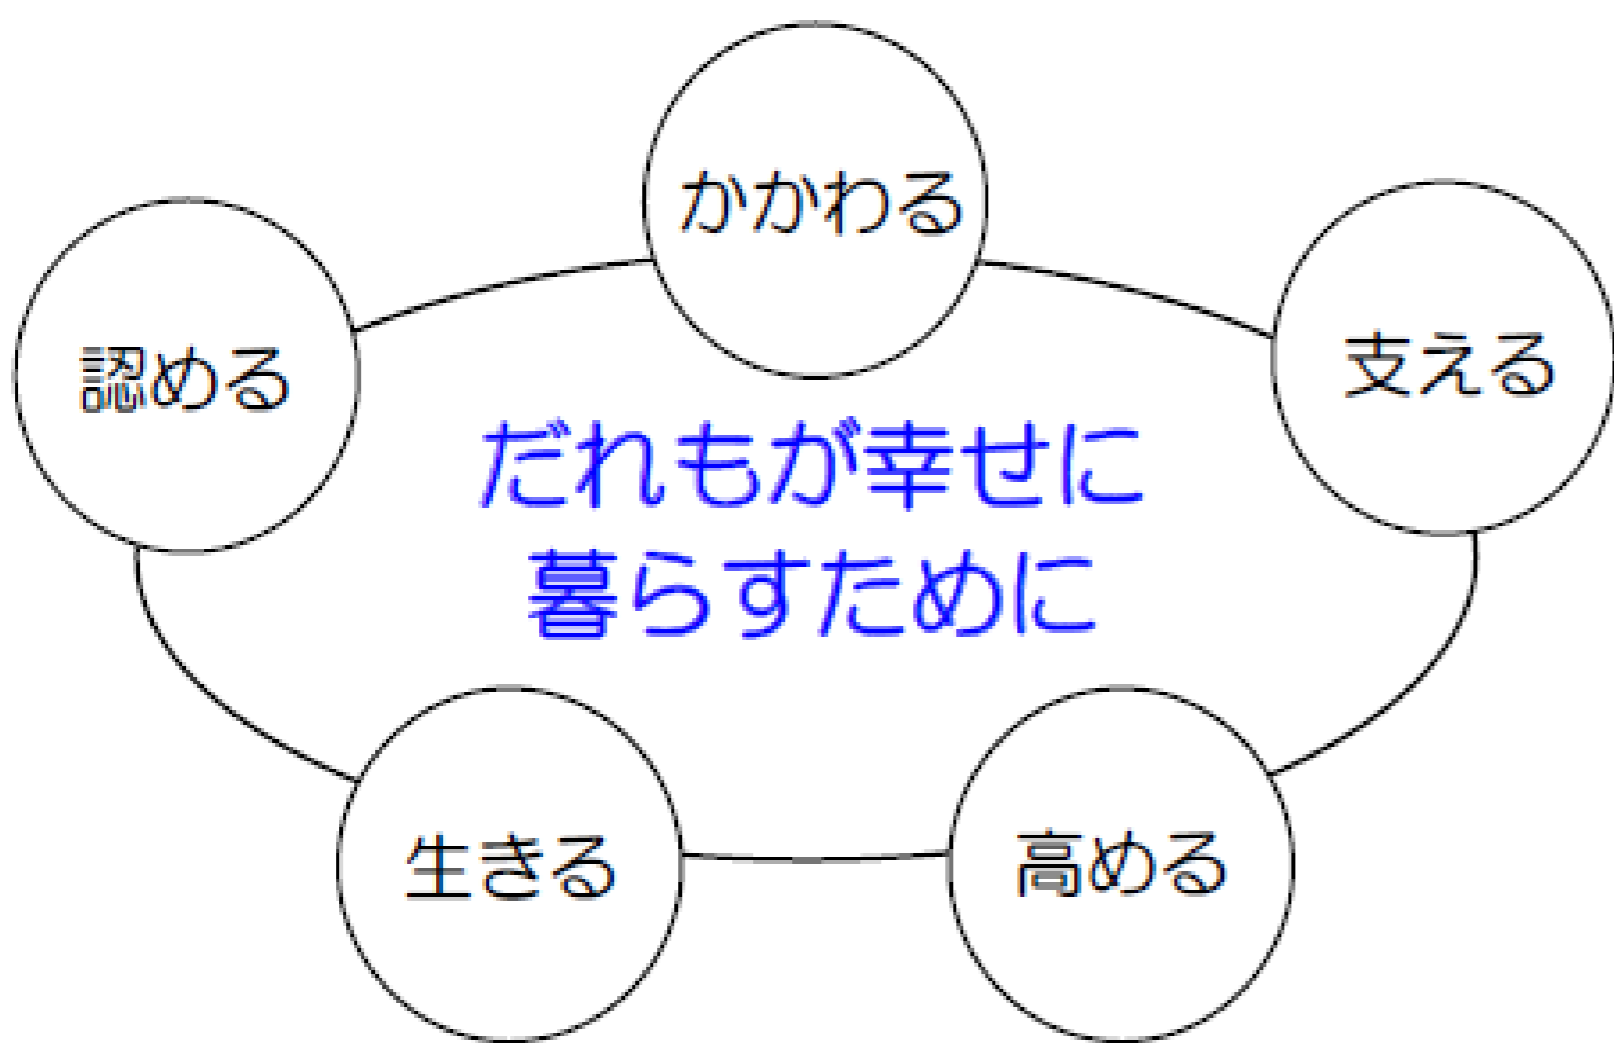 かかわる
認める
支える
だれもが幸せに
暮らすために
生きる
高める